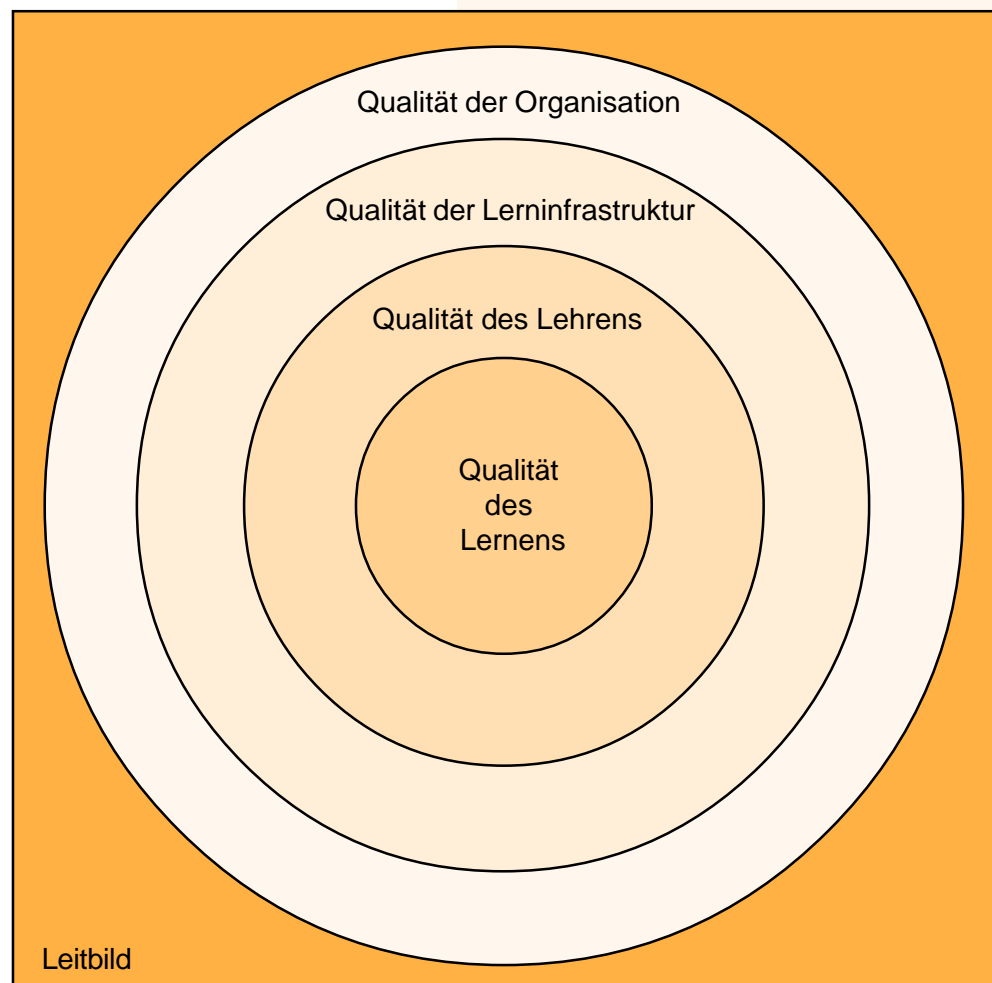 Qualität der Organisation
Qualität der Lerninfrastruktur
Qualität des Lehrens
Qualität
des
Lernens
Leitbild